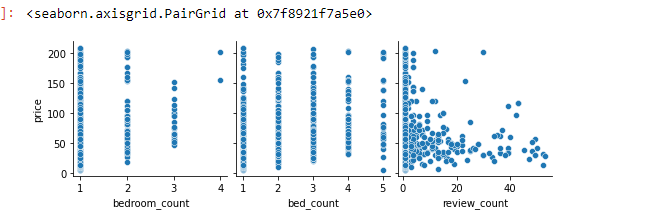 ]: <seaborn.axisgrid.PairGrid at 0x7f8921f7a5e0>
200
150
100
50
0
price
1 2 3 4
bedroom_count
1 2 3 4 5
bed_count
0 20 40
review_count